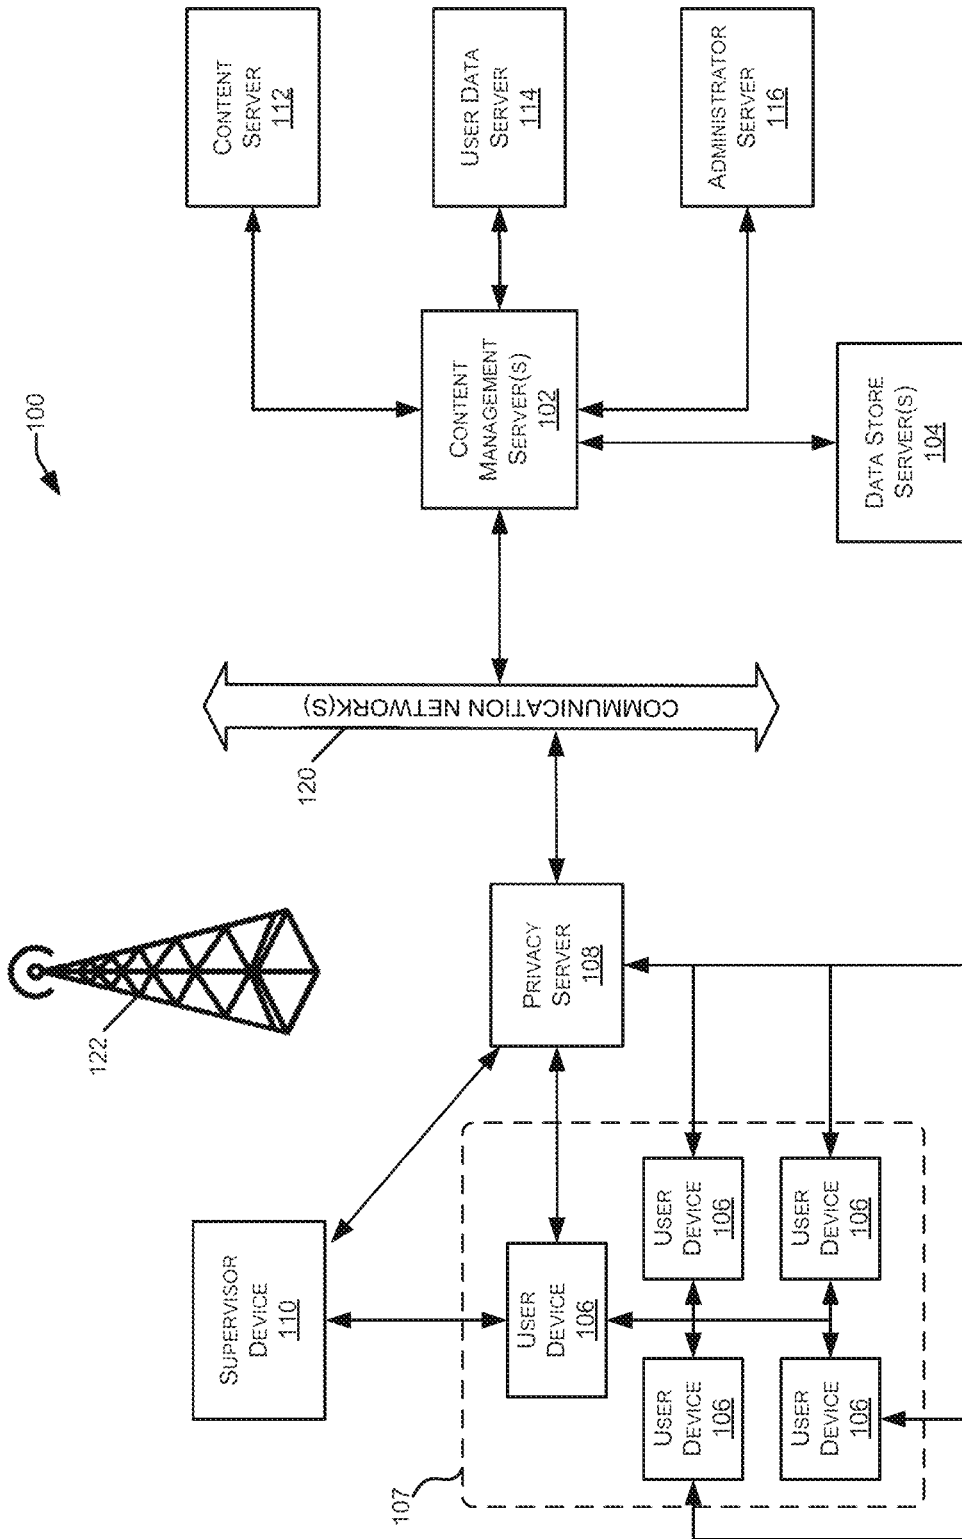 100
122
SUPERVISOR
DEVICE
110
CONTENT
SERVER
112
120
COMMUNICATION NETWORK(S)
107
USER
DEVICE
106
PRIVACY
SERVER
108
CONTENT
MANAGEMENT
SERVER(S)
102
USER DATA
SERVER
114
USER
DEVICE
106
USER
DEVICE
106
ADMINISTRATOR
SERVER
116
USER
DEVICE
106
USER
DEVICE
106
DATA STORE
SERVER(S)
104